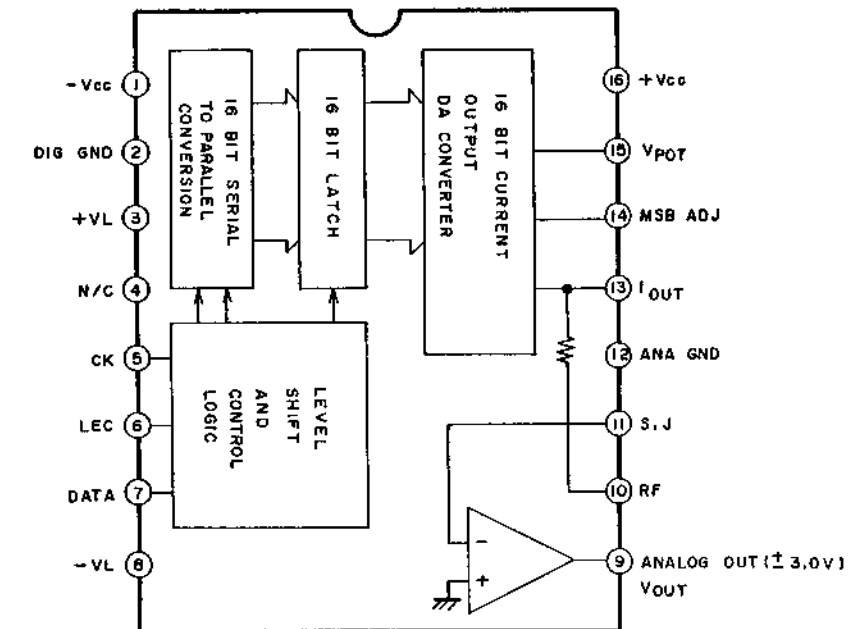 -Vcc 1
DIG GND 2
+VL 3
N/C 4
CK 5
LEC 6
DATA 7
-VL 8
16 BIT SERIAL
TO PARALLEL
CONVERSION
16 BIT LATCH
16 BIT CURRENT
OUTPUT
DA CONVERTER
LEVEL
SHIFT
AND
CONTROL
LOGIC
16 +Vcc
15 VPOT
14 MSB ADJ
13 IOUT
12 ANA GND
11 S.J
10 RF
-
+
9 ANALOG OUT (±3.0V)
VOUT